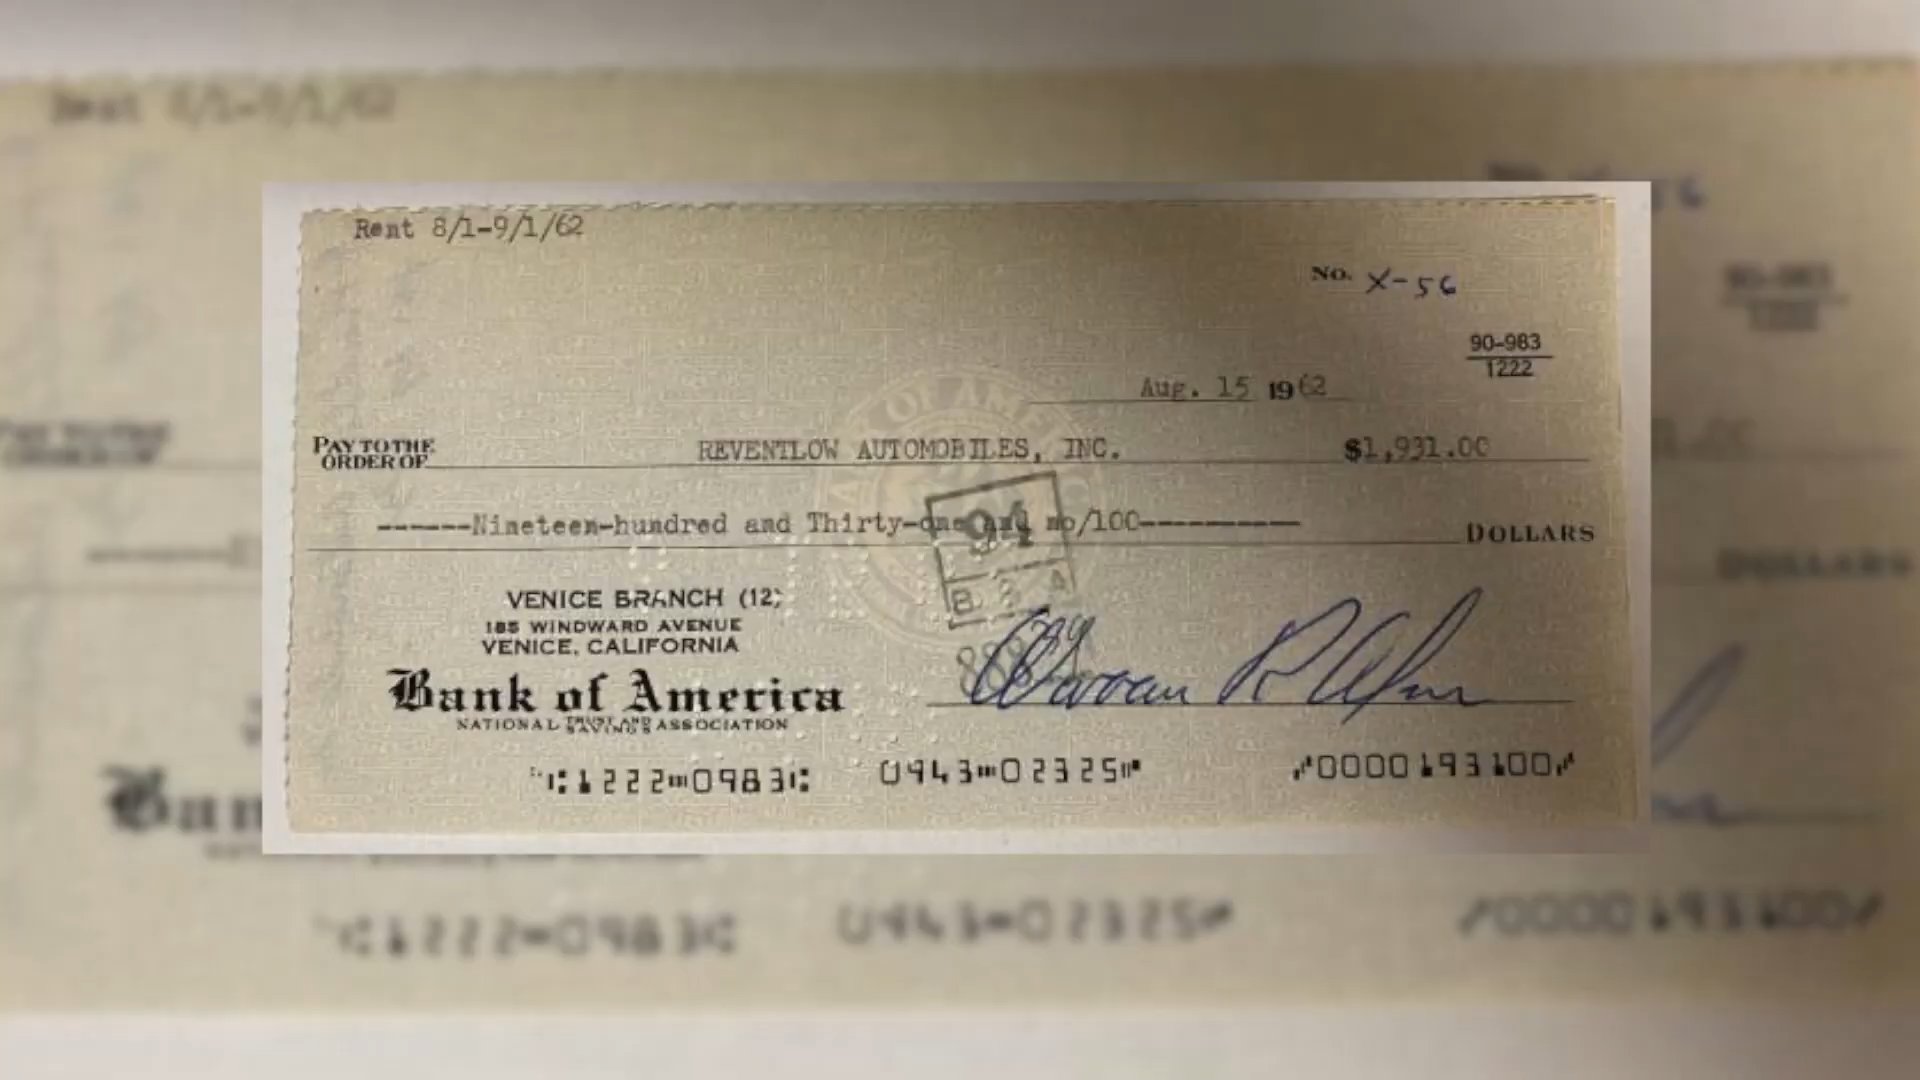 Rent 8/1-9/1/62
No. X-56
90-983
1222
Aug. 15 1962
PAY TO THE ORDER OF REVENTLOW AUTOMOBILES, INC. $1,931.00
------Nineteen-hundred and Thirty-one and no/100---------- DOLLARS
94
B A
VENICE BRANCH (12)
185 WINDWARD AVENUE
VENICE, CALIFORNIA
Bank of America
NATIONAL TRUST AND SAVINGS ASSOCIATION
⑆1222⑉0983⑆ 0943⑉02325⑈ ⑇0000193100⑇